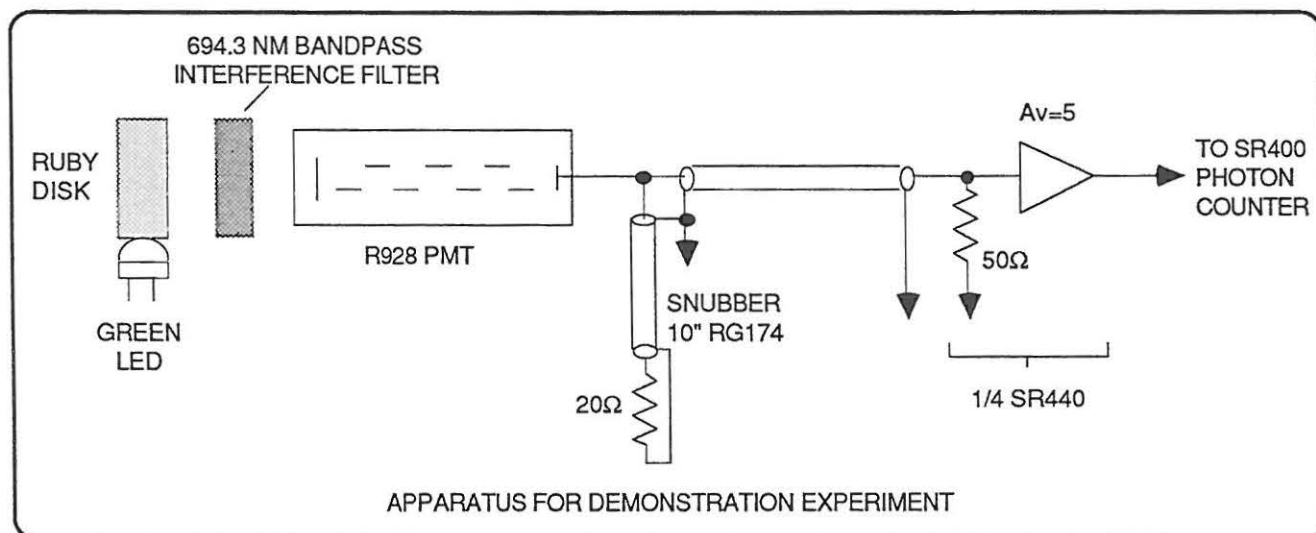 694.3 NM BANDPASS
INTERFERENCE FILTER
RUBY
DISK
GREEN
LED
R928 PMT
SNUBBER
10" RG174
20Ω
Av=5
50Ω
1/4 SR440
TO SR400
PHOTON
COUNTER
APPARATUS FOR DEMONSTRATION EXPERIMENT